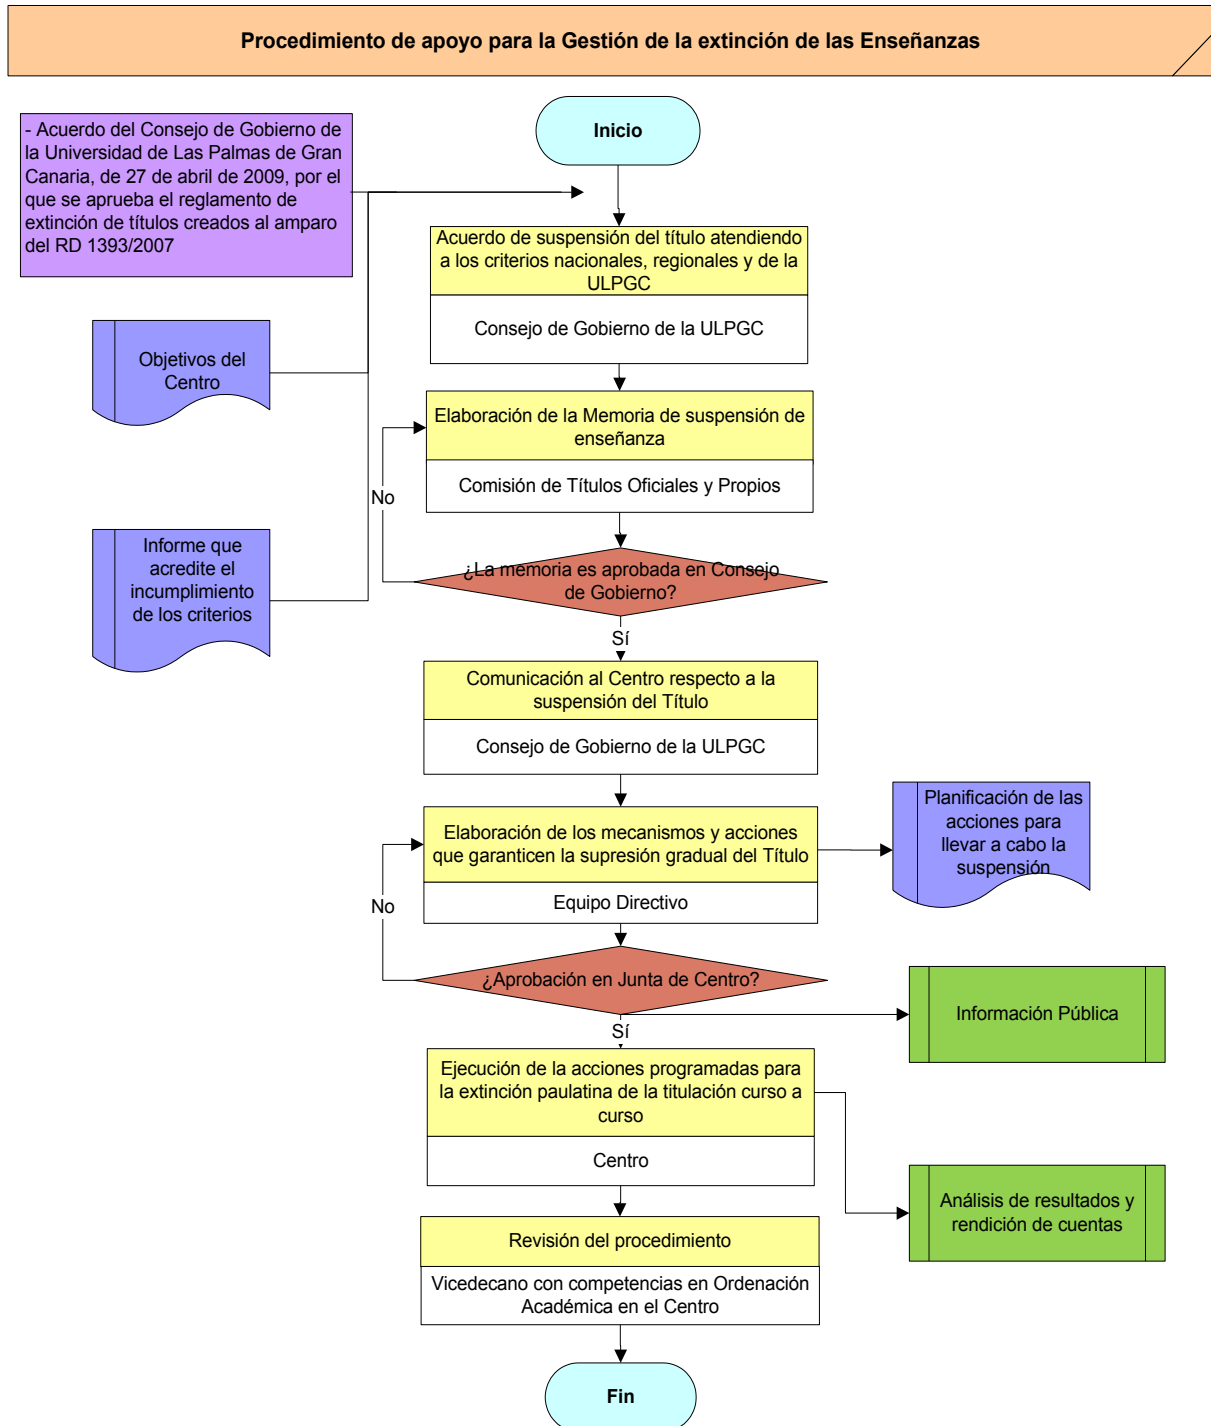 Procedimiento de apoyo para la Gestión de la extinción de las Enseñanzas
Inicio
- Acuerdo del Consejo de Gobierno de
la Universidad de Las Palmas de Gran
Canaria, de 27 de abril de 2009, por el
que se aprueba el reglamento de
extinción de títulos creados al amparo
del RD 1393/2007
Acuerdo de suspensión del título atendiendo
a los criterios nacionales, regionales y de la
ULPGC
Consejo de Gobierno de la ULPGC
Objetivos del
Centro
Elaboración de la Memoria de suspensión de
enseñanza
Comisión de Títulos Oficiales y Propios
No
Informe que
acredite el
incumplimiento
de los criterios
¿La memoria es aprobada en Consejo
de Gobierno?
Sí
Comunicación al Centro respecto a la
suspensión del Título
Consejo de Gobierno de la ULPGC
Elaboración de los mecanismos y acciones
que garanticen la supresión gradual del Título
Equipo Directivo
Planificación de las
acciones para
llevar a cabo la
suspensión
No
¿Aprobación en Junta de Centro?
Sí
Información Pública
Ejecución de la acciones programadas para
la extinción paulatina de la titulación curso a
curso
Centro
Análisis de resultados y
rendición de cuentas
Revisión del procedimiento
Vicedecano con competencias en Ordenación
Académica en el Centro
Fin